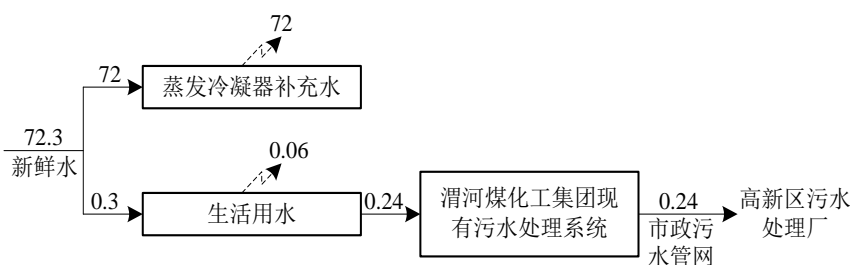 72
72
蒸发冷凝器补充水
72.3
新鲜水
0.06
0.3
生活用水
0.24
渭河煤化工集团现
有污水处理系统
0.24
市政污
水管网
高新区污水
处理厂